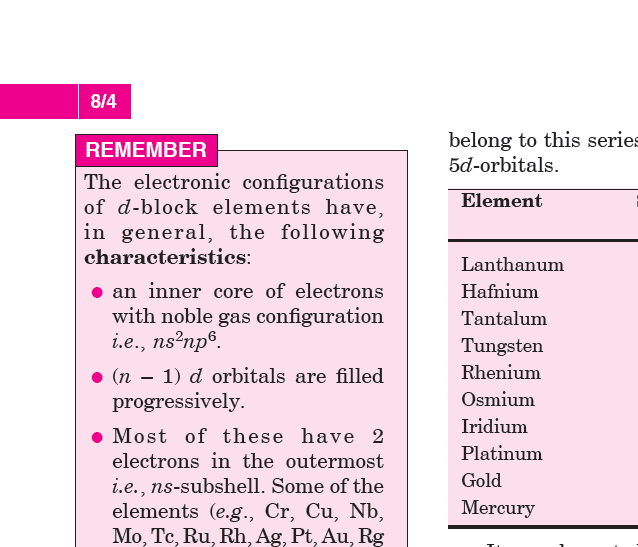 8/4
REMEMBER
The electronic configurations
of d-block elements have,
in general, the following
characteristics:
● an inner core of electrons
with noble gas configuration
i.e., ns²np⁶.
● (n – 1) d orbitals are filled
progressively.
● Most of these have 2
electrons in the outermost
i.e., ns-subshell. Some of the
elements (e.g., Cr, Cu, Nb,
Mo, Tc, Ru, Rh, Ag, Pt, Au, Rg
belong to this series
5d-orbitals.
Element
Lanthanum
Hafnium
Tantalum
Tungsten
Rhenium
Osmium
Iridium
Platinum
Gold
Mercury